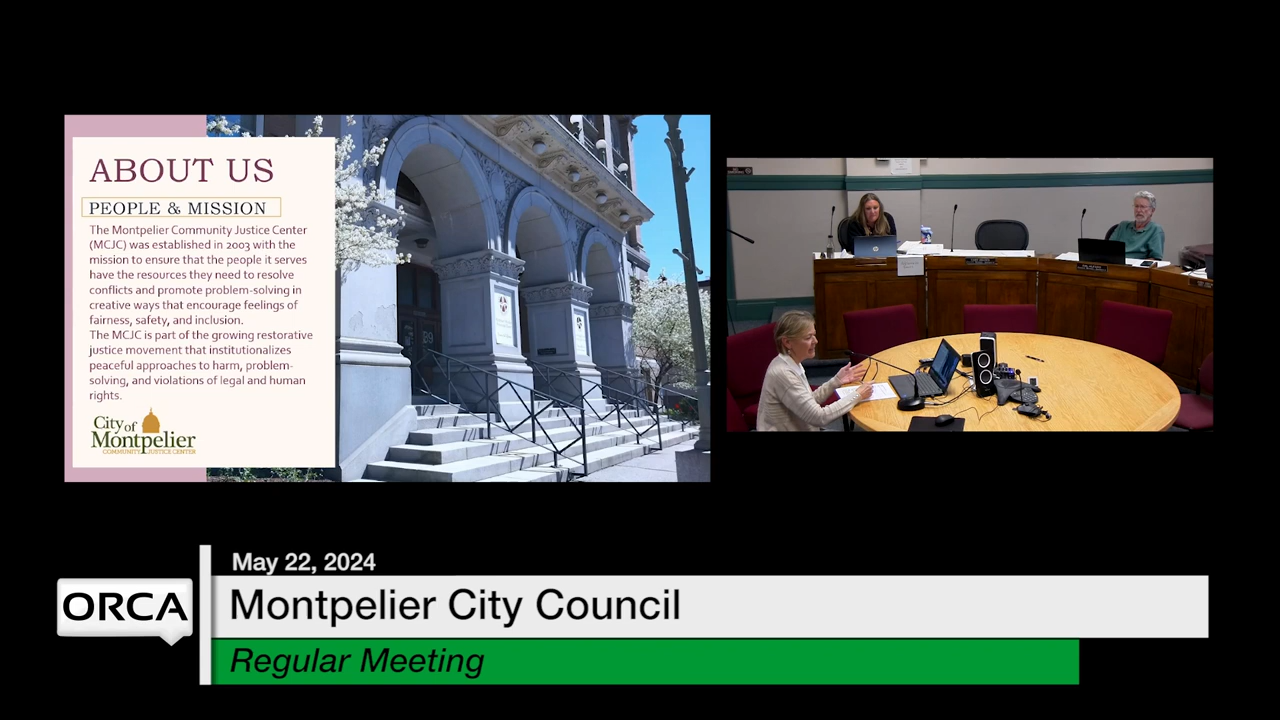 ABOUT US
PEOPLE & MISSION
The Montpelier Community Justice Center
(MCJC) was established in 2003 with the
mission to ensure that the people it serves
have the resources they need to resolve
conflicts and promote problem-solving in
creative ways that encourage feelings of
fairness, safety, and inclusion.
The MCJC is part of the growing restorative
justice movement that institutionalizes
peaceful approaches to harm, problem-
solving, and violations of legal and human
rights.
City of
Montpelier
COMMUNITY JUSTICE CENTER
May 22, 2024
ORCA
Montpelier City Council
Regular Meeting